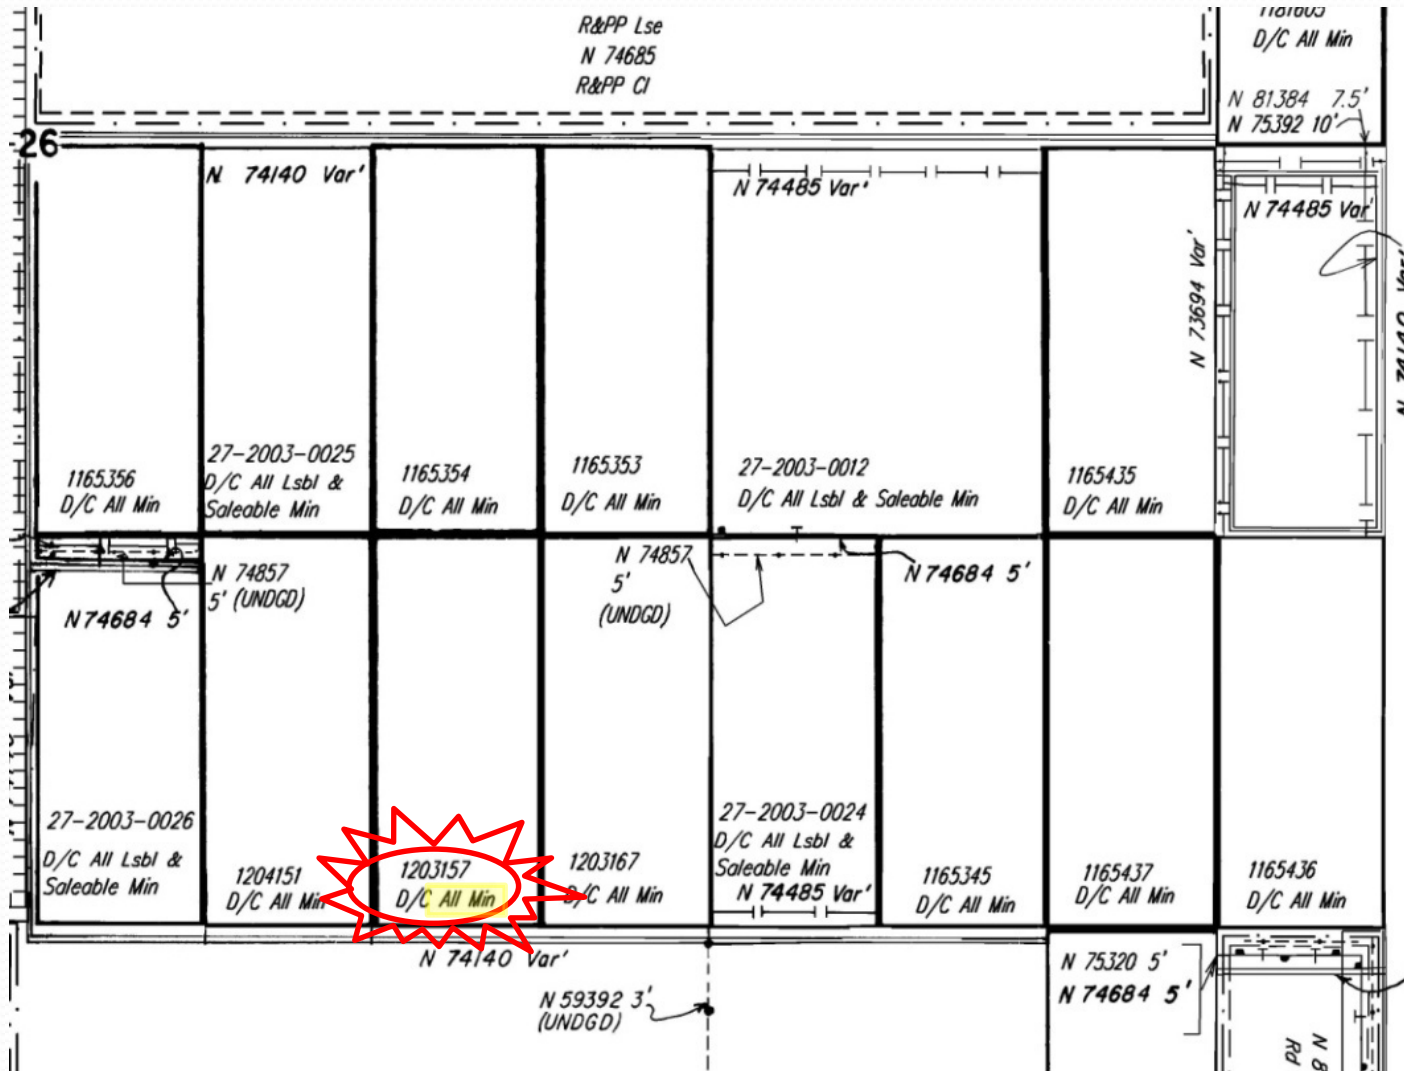 R&PP Lse
N 74685
R&PP Cl
1181605
D/C All Min
N 81384 7.5'
N 75392 10'
26
N 74140 Var'
N 74485 Var'
N 74485 Var'
N 73694 Var'
N 74140 Var'
1165356
D/C All Min
27-2003-0025
D/C All Lsbl &
Saleable Min
1165354
D/C All Min
1165353
D/C All Min
27-2003-0012
D/C All Lsbl & Saleable Min
1165435
D/C All Min
N 74857
5' (UNDGD)
N 74684 5'
N 74857
5'
(UNDGD)
N 74684 5'
27-2003-0026
D/C All Lsbl &
Saleable Min
1204151
D/C All Min
1203157
D/C All Min
1203167
D/C All Min
27-2003-0024
D/C All Lsbl &
Saleable Min
N 74485 Var'
1165345
D/C All Min
1165437
D/C All Min
1165436
D/C All Min
N 74140 Var'
N 59392 3'
(UNDGD)
N 75320 5'
N 74684 5'
N 8
Rd